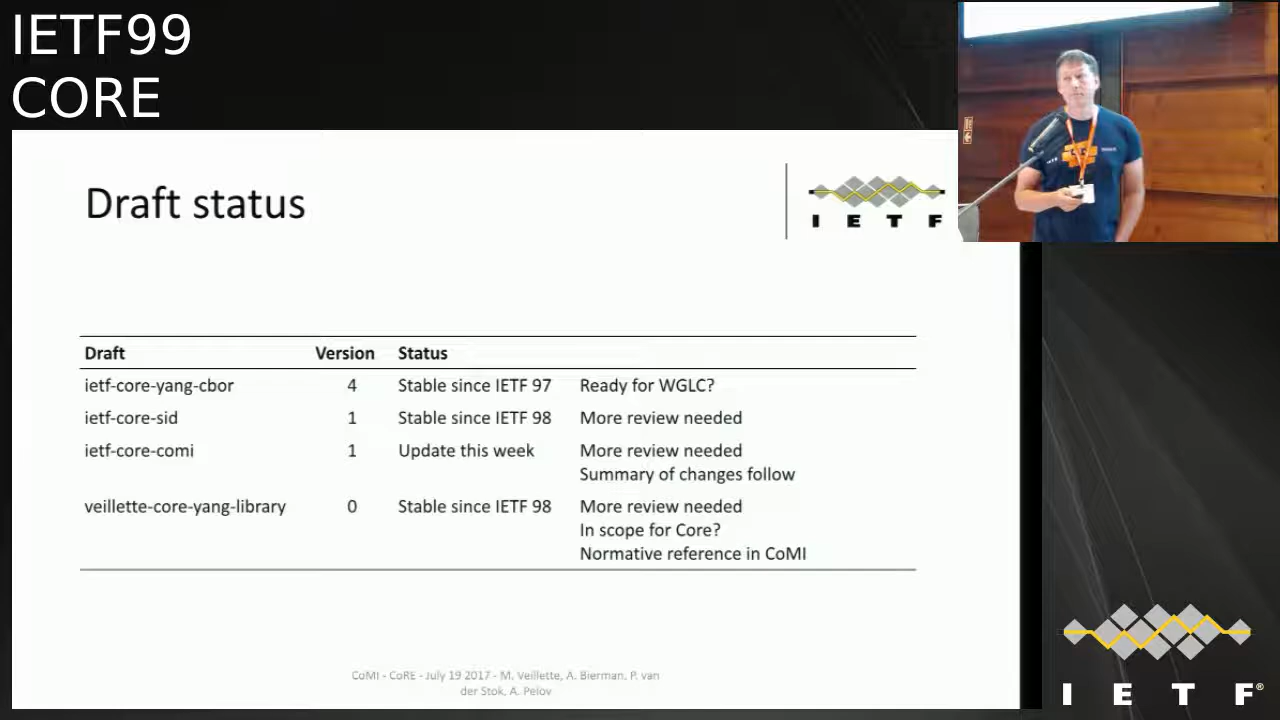 IETF99
CORE
Draft status
I E T F
Draft Version Status
ietf-core-yang-cbor 4 Stable since IETF 97 Ready for WGLC?
ietf-core-sid 1 Stable since IETF 98 More review needed
ietf-core-comi 1 Update this week More review needed
Summary of changes follow
veillette-core-yang-library 0 Stable since IETF 98 More review needed
In scope for Core?
Normative reference in CoMI
CoMI - CoRE - July 19 2017 - M. Veillette, A. Bierman, P. van
der Stok, A. Pelov
I E T F®